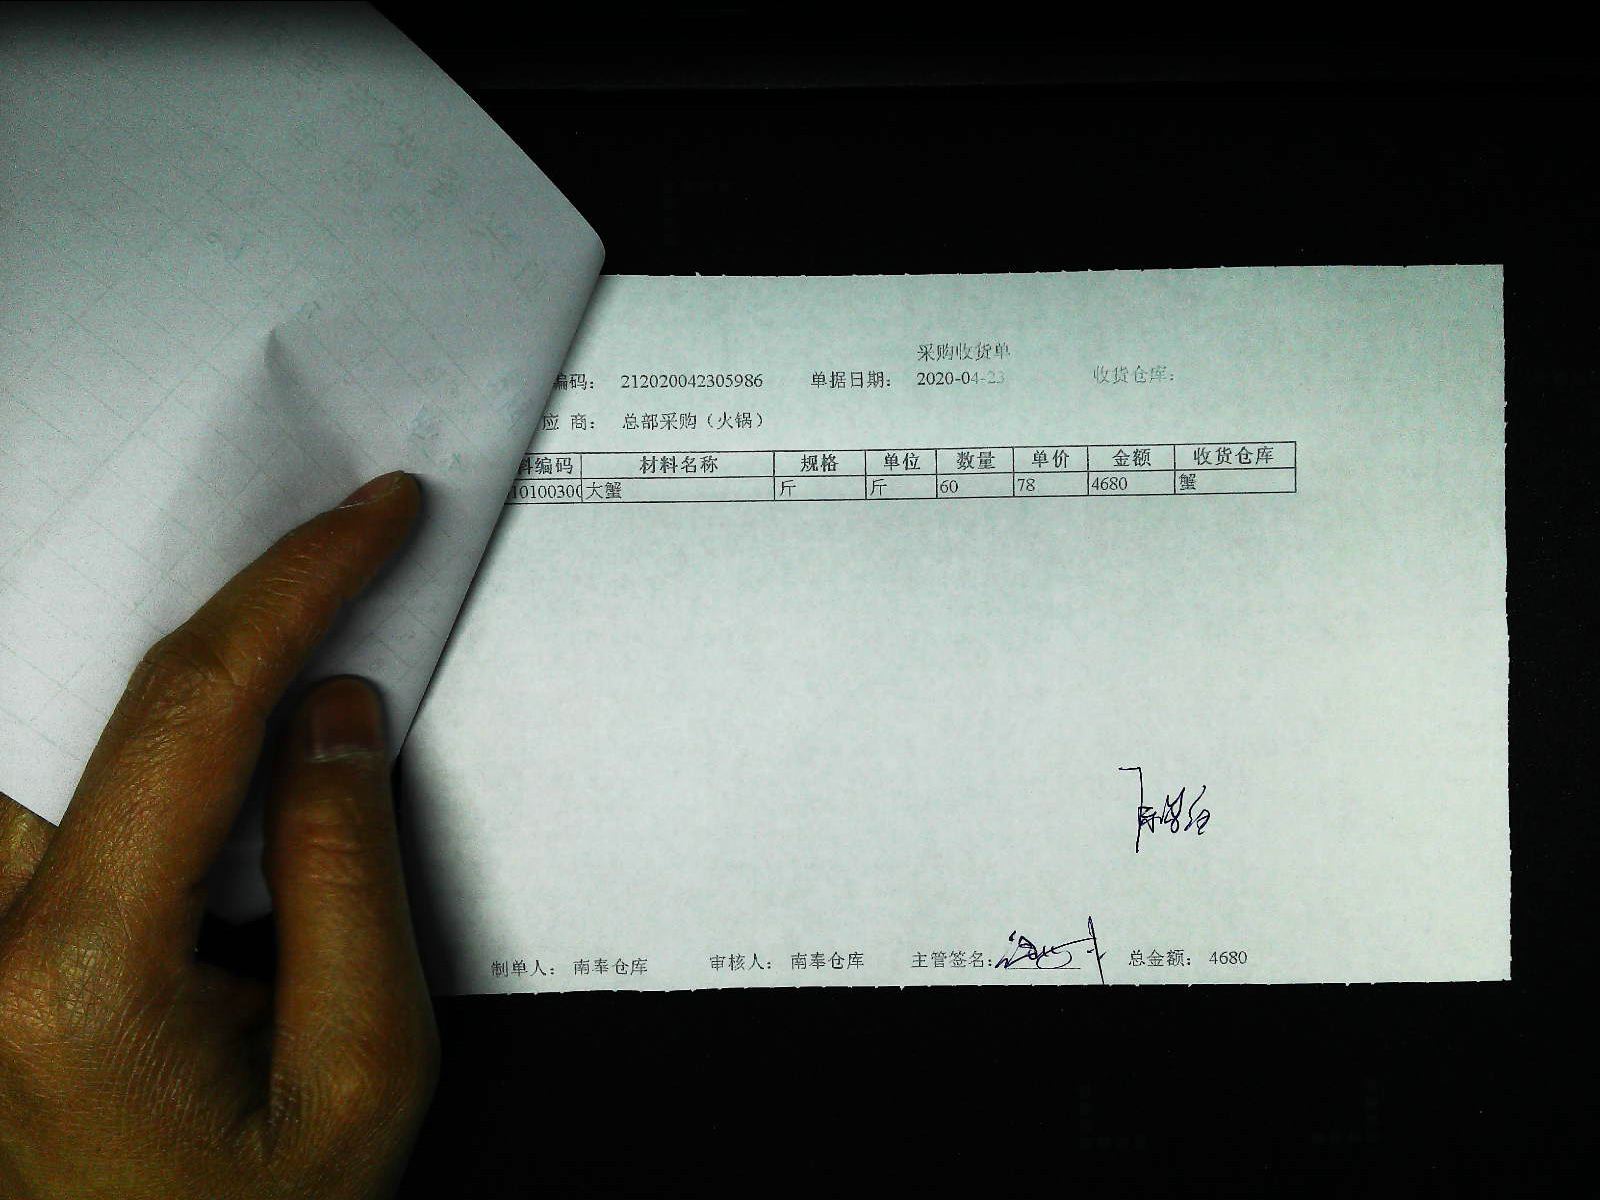 采购收货单
编码： 212020042305986 单据日期： 2020-04-23 收货仓库：
应 商： 总部采购（火锅）
料编码 材料名称 规格 单位 数量 单价 金额 收货仓库
10100300 大蟹 斤 斤 60 78 4680 蟹
制单人： 南奉仓库 审核人： 南奉仓库 主管签名： 总金额： 4680